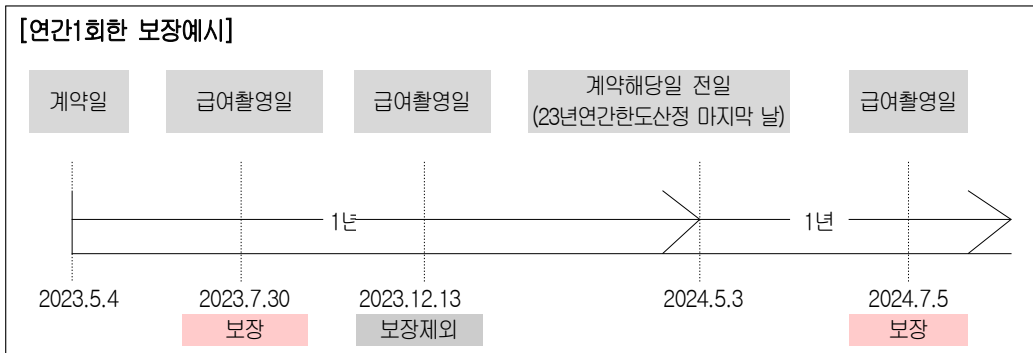 [연간1회한 보장예시]
계약일
급여촬영일
급여촬영일
계약해당일 전일
(23년연간한도산정 마지막 날)
급여촬영일
1년
1년
2023.5.4
2023.7.30
2023.12.13
2024.5.3
2024.7.5
보장
보장제외
보장